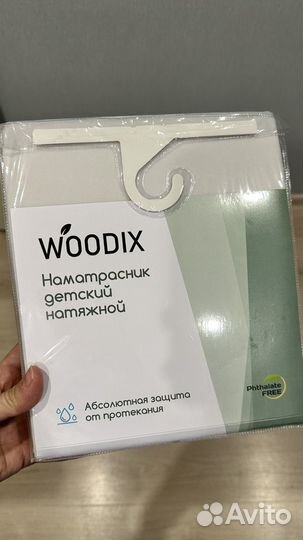 WOODIX
Наматрасник
детский
натяжной
Phthalate
FREE
Абсолютная защита
от протекания
Avito